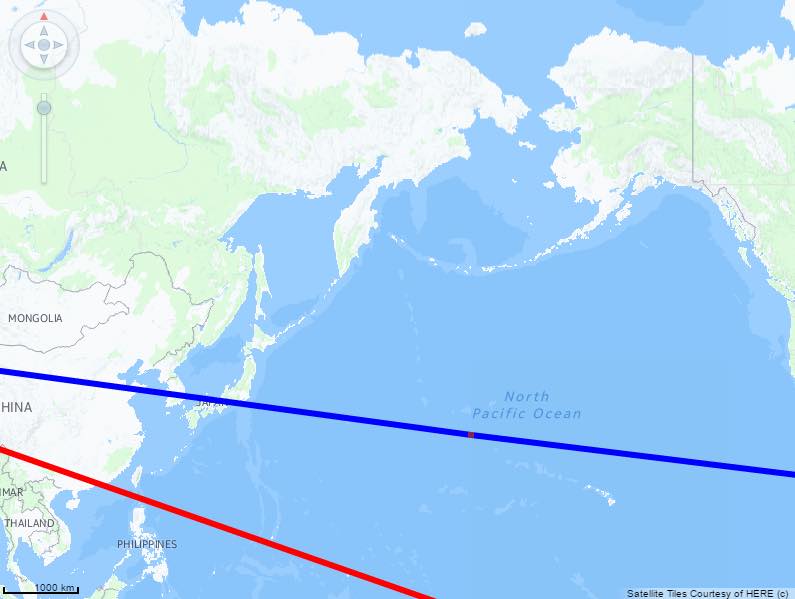 A
MONGOLIA
HINA
JAPAN
North
Pacific Ocean
MAR
THAILAND
PHILIPPINES
1000 km
Satellite Tiles Courtesy of HERE (c)